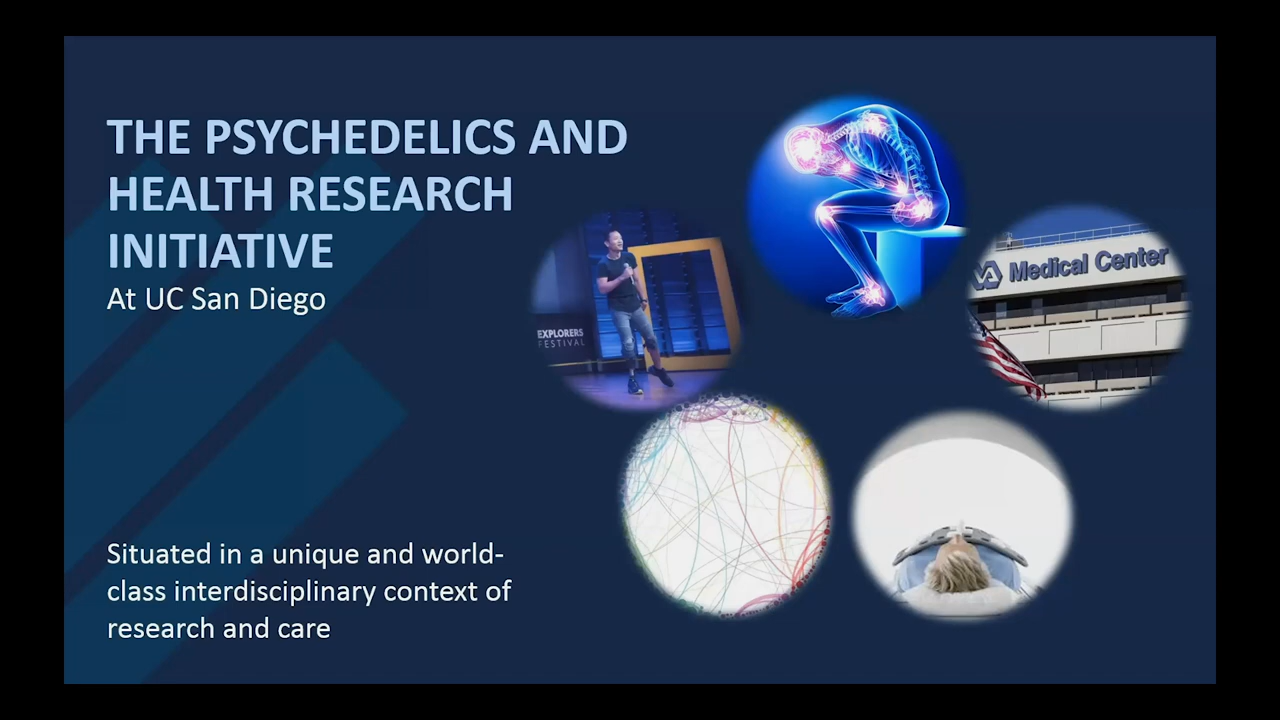 THE PSYCHEDELICS AND
HEALTH RESEARCH
INITIATIVE
At UC San Diego
EXPLORERS
FESTIVAL
VA Medical Center
Situated in a unique and world-
class interdisciplinary context of
research and care